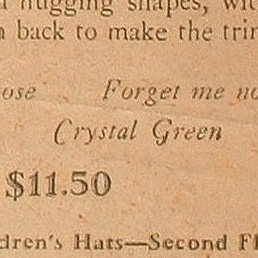 hugging shapes, wit
back to make the trim
ose Forget me no
Crystal Green
$11.50
dren's Hats—Second Fl